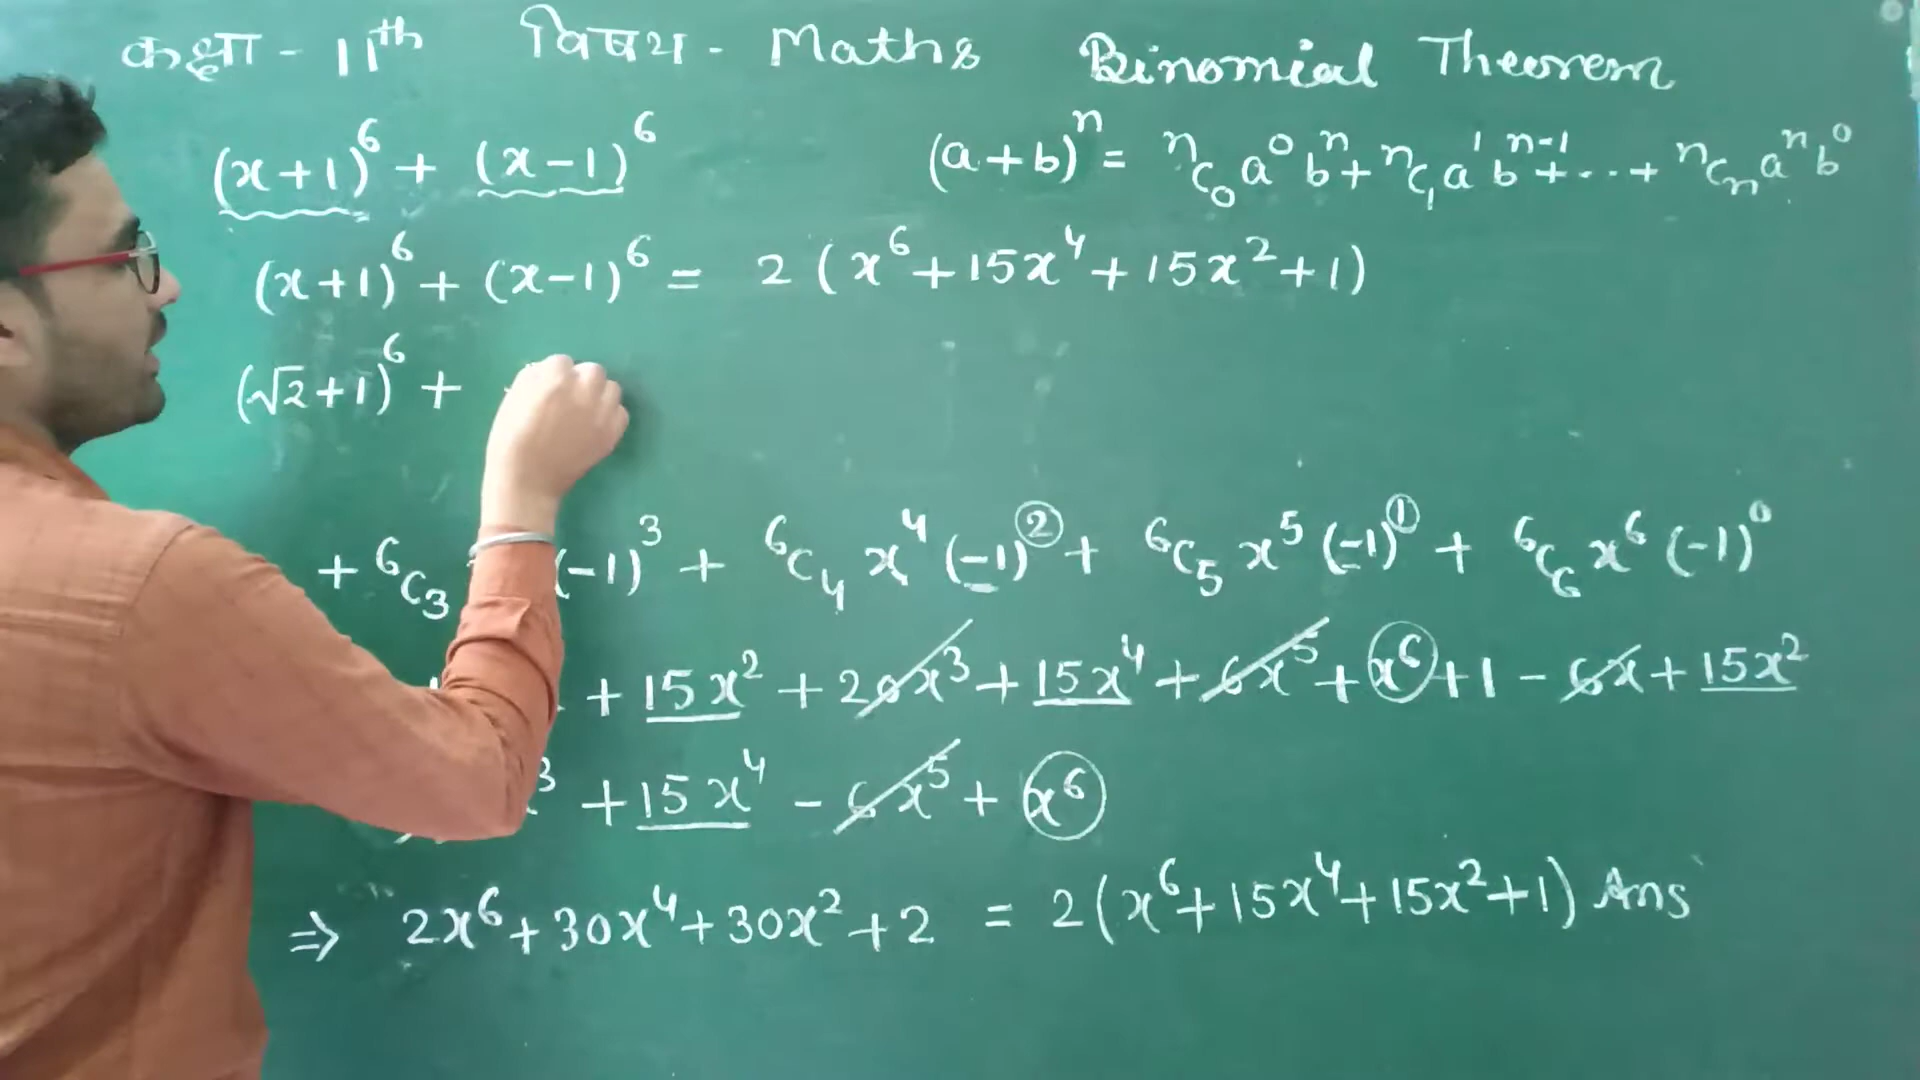 कक्षा - 11th विषय - Maths Binomial Theorem
(x+1)⁶ + (x-1)⁶
(a+b)ⁿ = ⁿC₀ a⁰ bⁿ + ⁿC₁ a¹ bⁿ⁻¹ + ... + ⁿCₙ aⁿ b⁰
(x+1)⁶ + (x-1)⁶ = 2 (x⁶ + 15x⁴ + 15x² + 1)
(√2+1)⁶ +
+ ⁶C₃ (-1)³ + ⁶C₄ x⁴ (-1)² + ⁶C₅ x⁵ (-1)¹ + ⁶C₆ x⁶ (-1)⁰
+ 15x² + 20x³ + 15x⁴ + 6x⁵ + x⁶ + 1 - 6x + 15x²
³ + 15x⁴ - 6x⁵ + x⁶
⇒ 2x⁶ + 30x⁴ + 30x² + 2 = 2(x⁶ + 15x⁴ + 15x² + 1) Ans